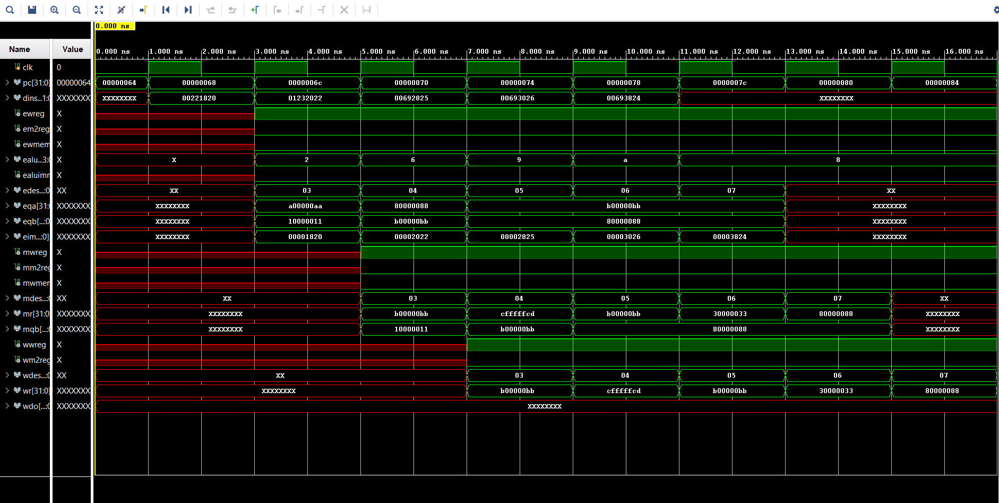 0.000 ns
Name Value
0.000 ns 1.000 ns 2.000 ns 3.000 ns 4.000 ns 5.000 ns 6.000 ns 7.000 ns 8.000 ns 9.000 ns 10.000 ns 11.000 ns 12.000 ns 13.000 ns 14.000 ns 15.000 ns 16.000 ns
clk 0
pc[31:0] 00000064 00000064 00000068 0000006c 00000070 00000074 00000078 0000007c 00000080 00000084
dins...1:0 XXXXXXX XXXXXXXX 00221820 01232022 00692825 00693026 00693824 XXXXXXXX
ewreg X
em2reg X
ewmem X
ealu...3:0 X X 2 6 9 a 8
ealuimm X
edes...:0 XX XX 03 04 05 06 07 XX
eqa[31:0 XXXXXXX XXXXXXXX a00000aa 80000088 b00000bb XXXXXXXX
eqb[...:0 XXXXXXX XXXXXXXX 10000011 b00000bb 80000088 XXXXXXXX
eim...:0] XXXXXXX XXXXXXXX 00001820 00002022 00002825 00003026 00003824 XXXXXXXX
mwreg X
mm2reg X
mwmem X
mdes...:0 XX XX 03 04 05 06 07 XX
mr[31:0] XXXXXXX XXXXXXXX b00000bb cfffffcd b00000bb 30000033 80000088 XXXXXXXX
mqb[...:0 XXXXXXX XXXXXXXX 10000011 b00000bb 80000088 XXXXXXXX
wwreg X
wm2reg X
wdes...:0 XX XX 03 04 05 06 07
wr[31:0] XXXXXXX XXXXXXXX b00000bb cfffffcd b00000bb 30000033 80000088
wdo[...:0 XXXXXXX XXXXXXXX